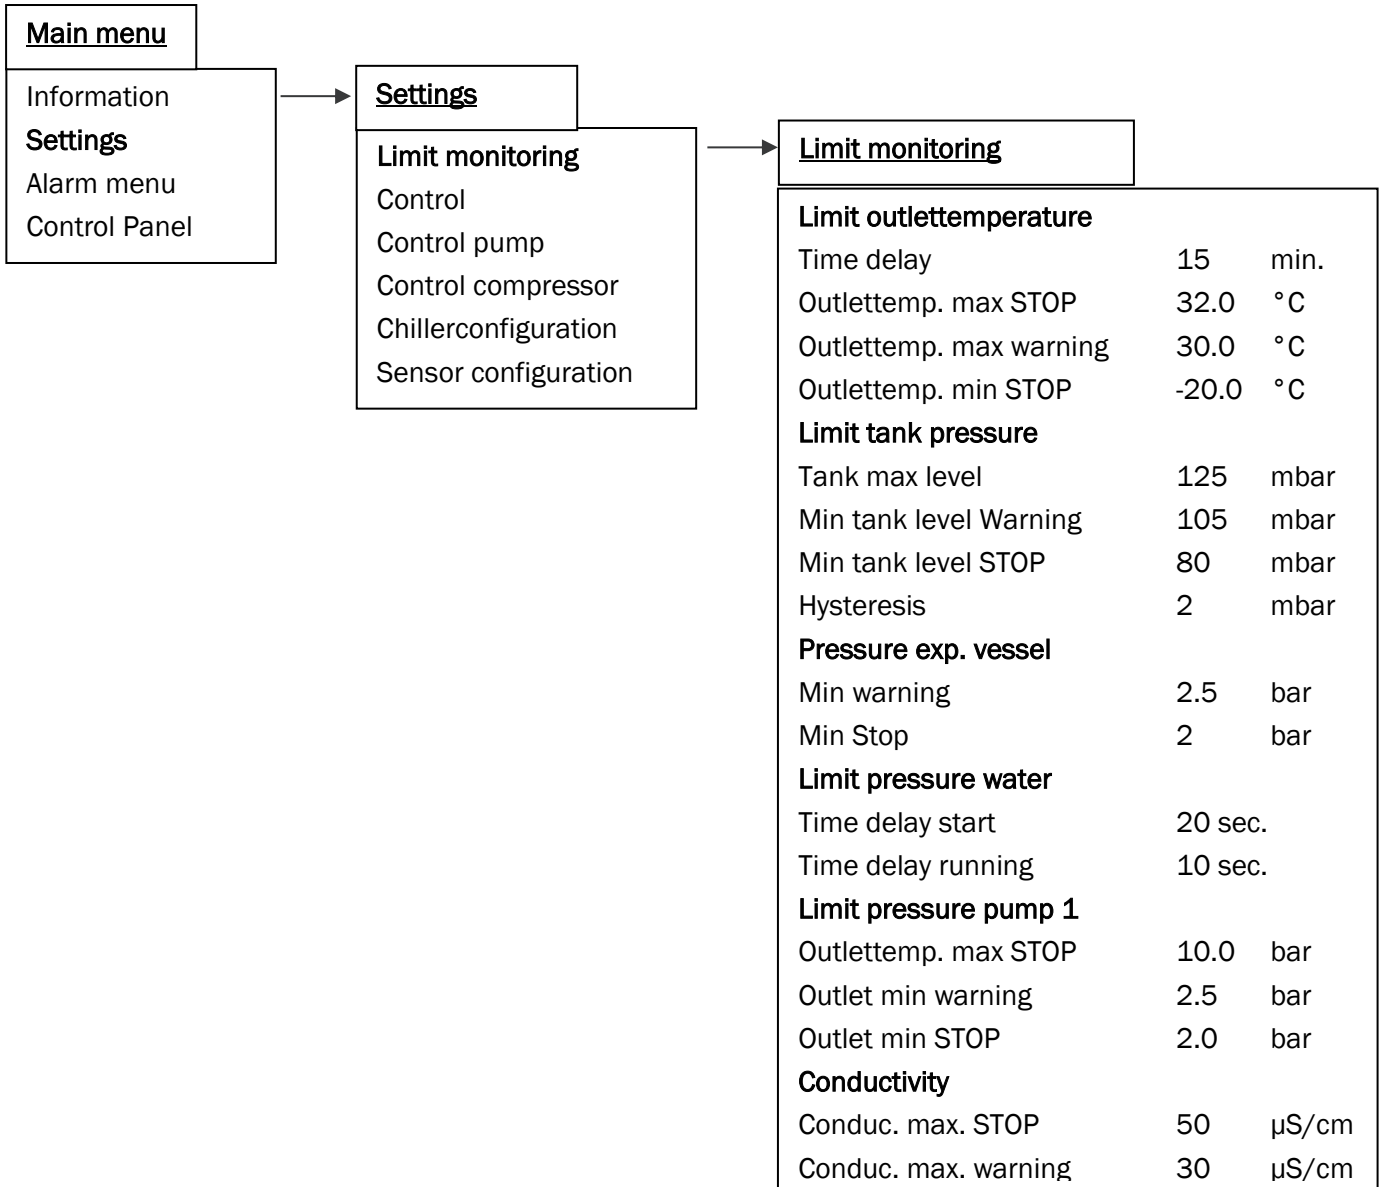 Main menu
Information
Settings
Alarm menu
Control Panel
Settings
Limit monitoring
Control
Control pump
Control compressor
Chillerconfiguration
Sensor configuration
Limit monitoring
Limit outlettemperature
Time delay 15 min.
Outlettemp. max STOP 32.0 °C
Outlettemp. max warning 30.0 °C
Outlettemp. min STOP -20.0 °C
Limit tank pressure
Tank max level 125 mbar
Min tank level Warning 105 mbar
Min tank level STOP 80 mbar
Hysteresis 2 mbar
Pressure exp. vessel
Min warning 2.5 bar
Min Stop 2 bar
Limit pressure water
Time delay start 20 sec.
Time delay running 10 sec.
Limit pressure pump 1
Outlettemp. max STOP 10.0 bar
Outlet min warning 2.5 bar
Outlet min STOP 2.0 bar
Conductivity
Conduc. max. STOP 50 µS/cm
Conduc. max. warning 30 µS/cm